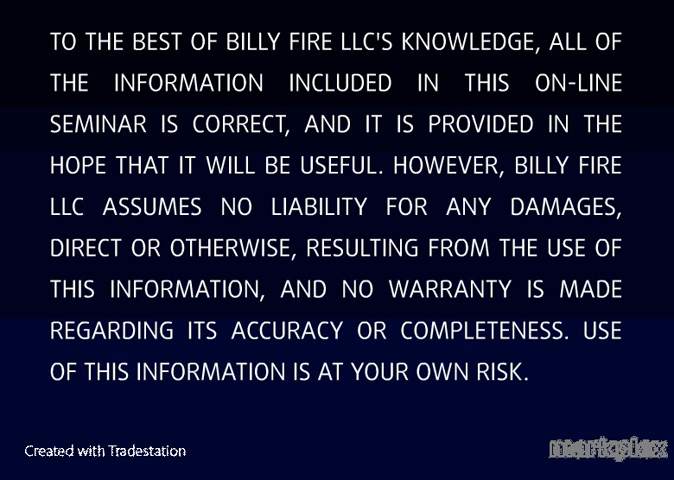 TO THE BEST OF BILLY FIRE LLC'S KNOWLEDGE, ALL OF
THE INFORMATION INCLUDED IN THIS ON-LINE
SEMINAR IS CORRECT, AND IT IS PROVIDED IN THE
HOPE THAT IT WILL BE USEFUL. HOWEVER, BILLY FIRE
LLC ASSUMES NO LIABILITY FOR ANY DAMAGES,
DIRECT OR OTHERWISE, RESULTING FROM THE USE OF
THIS INFORMATION, AND NO WARRANTY IS MADE
REGARDING ITS ACCURACY OR COMPLETENESS. USE
OF THIS INFORMATION IS AT YOUR OWN RISK.
Created with Tradestation